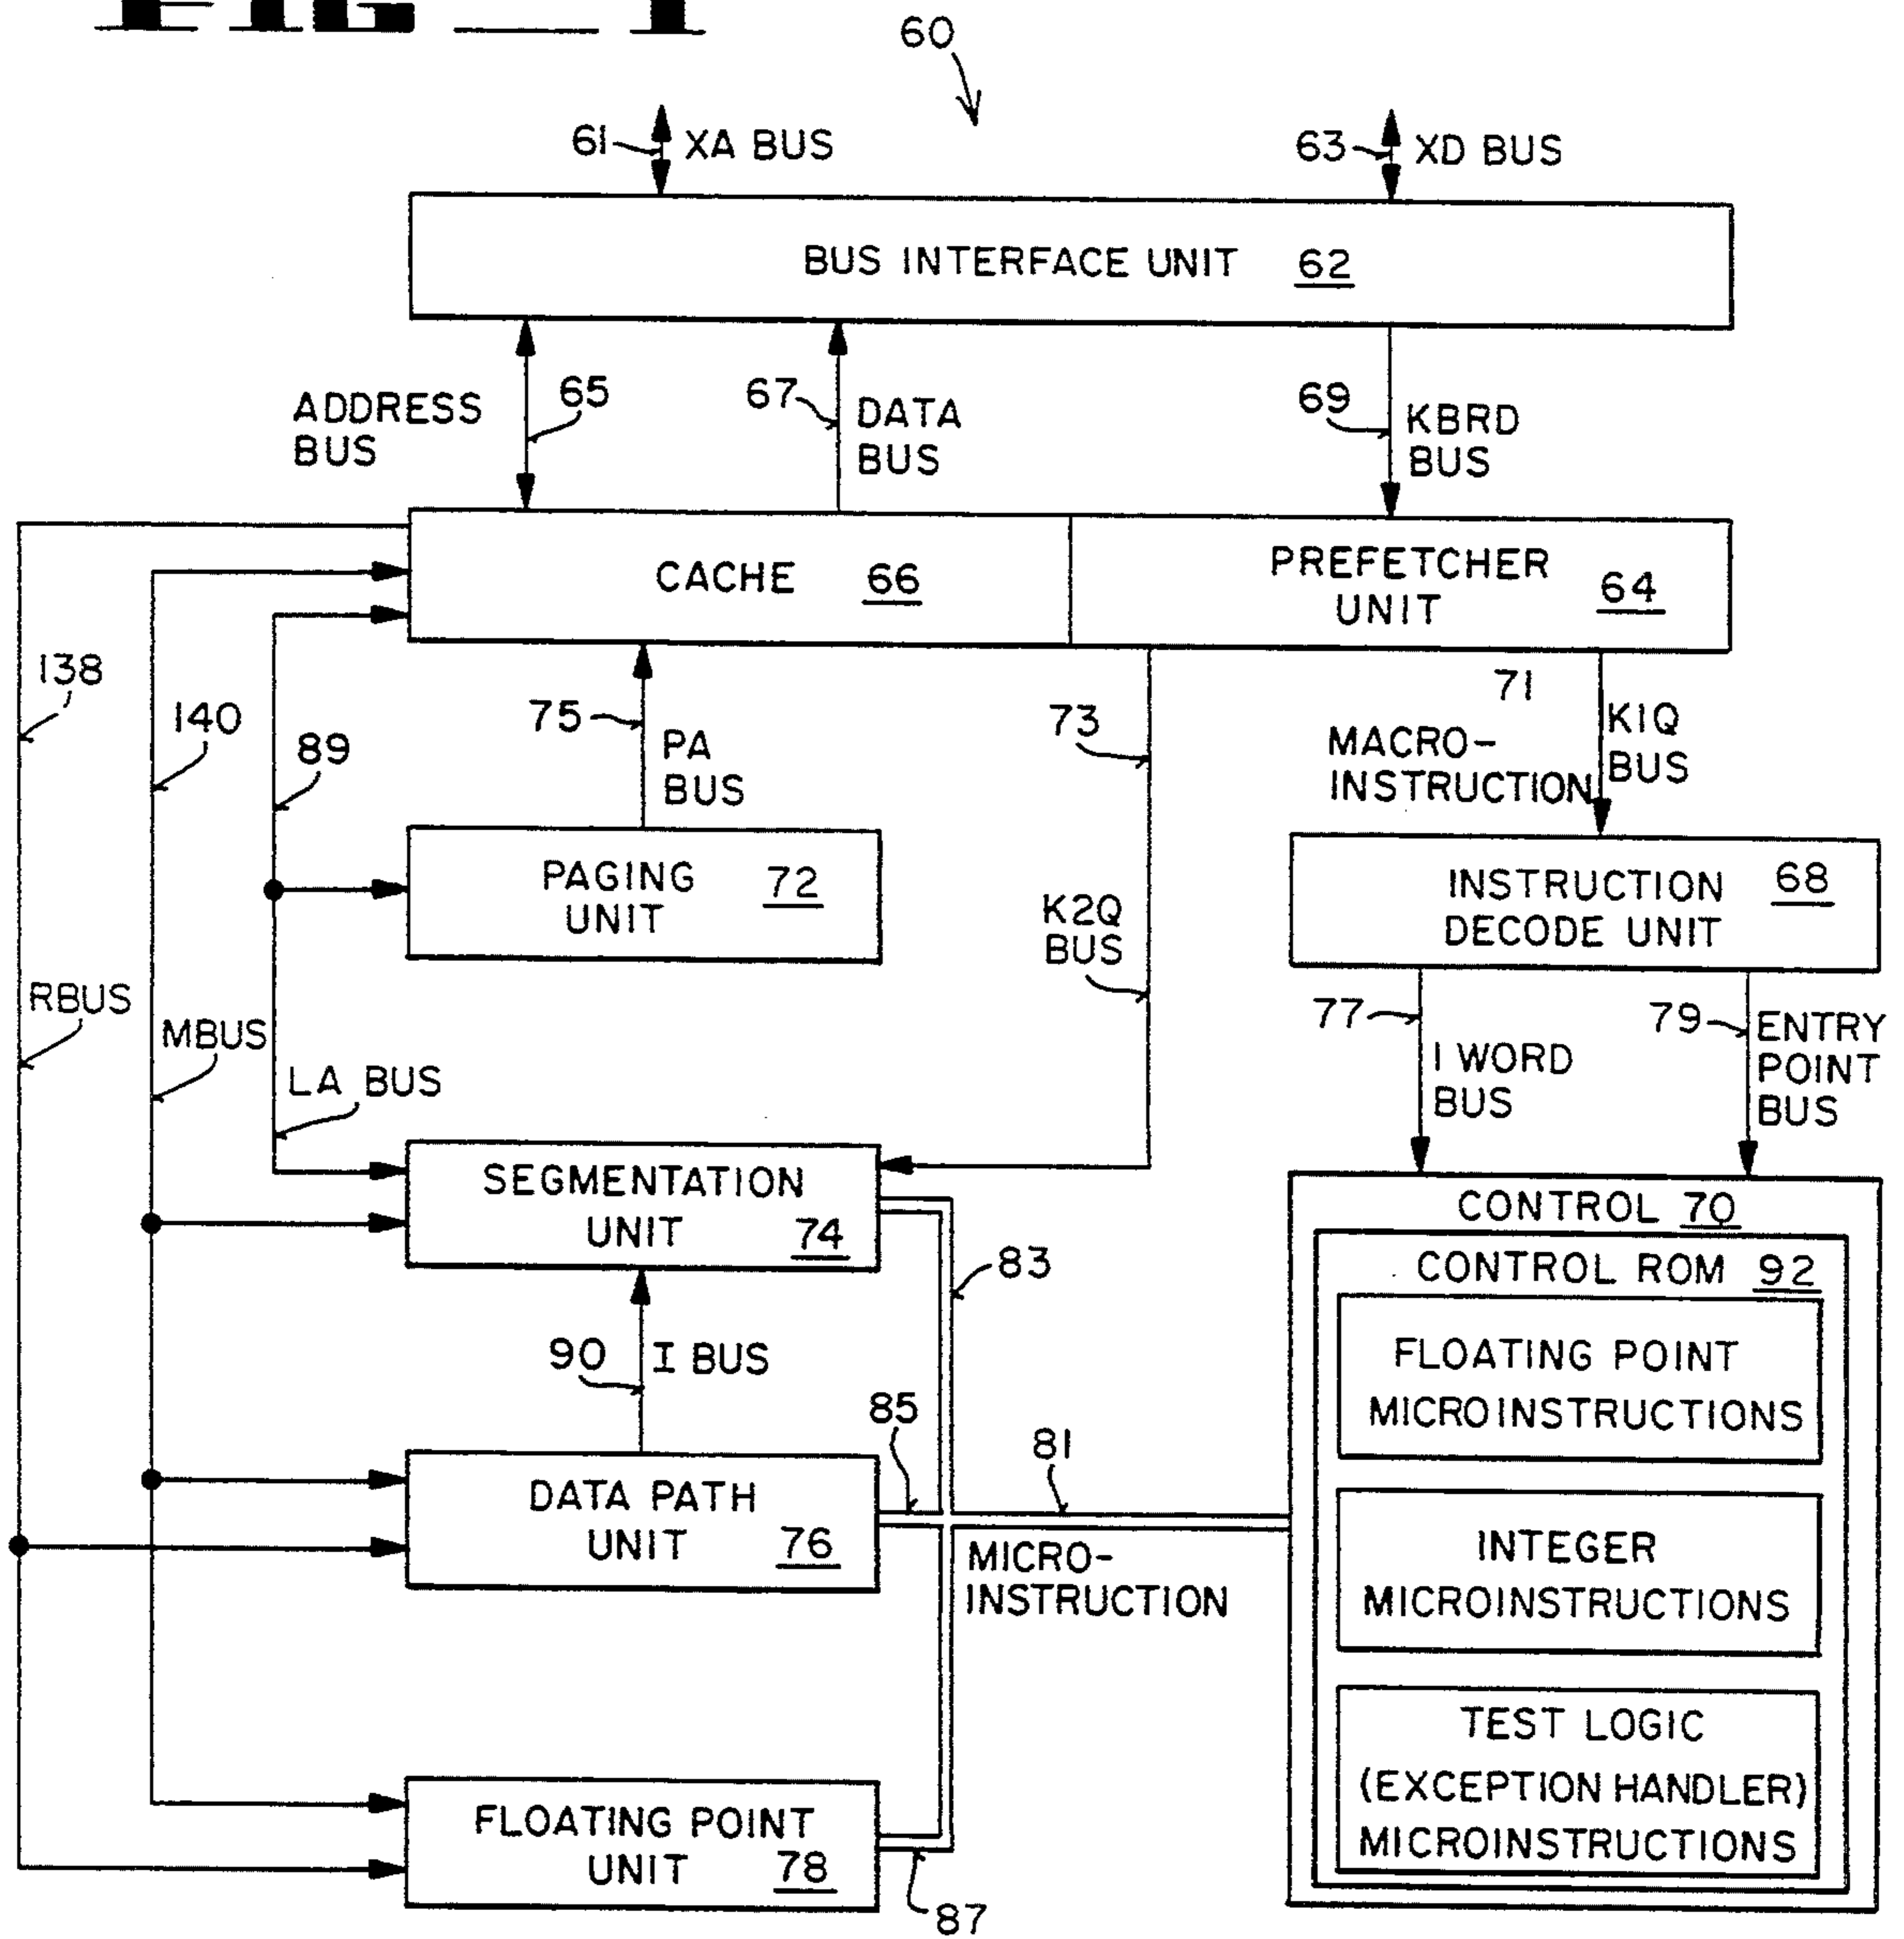 FIG_1
60
61 XA BUS
63 XD BUS
BUS INTERFACE UNIT 62
ADDRESS
BUS
65
67
DATA
BUS
69
KBRD
BUS
CACHE 66
PREFETCHER
UNIT 64
138
140
89
75
PA
BUS
73
71
K1Q
BUS
MACRO-
INSTRUCTION
PAGING
UNIT 72
K2Q
BUS
INSTRUCTION
DECODE UNIT 68
RBUS
MBUS
LA BUS
77
I WORD
BUS
79
ENTRY
POINT
BUS
SEGMENTATION
UNIT 74
83
CONTROL 70
CONTROL ROM 92
FLOATING POINT
MICROINSTRUCTIONS
90 I BUS
85
81
DATA PATH
UNIT 76
MICRO-
INSTRUCTION
INTEGER
MICROINSTRUCTIONS
TEST LOGIC
(EXCEPTION HANDLER)
MICROINSTRUCTIONS
FLOATING POINT
UNIT 78
87